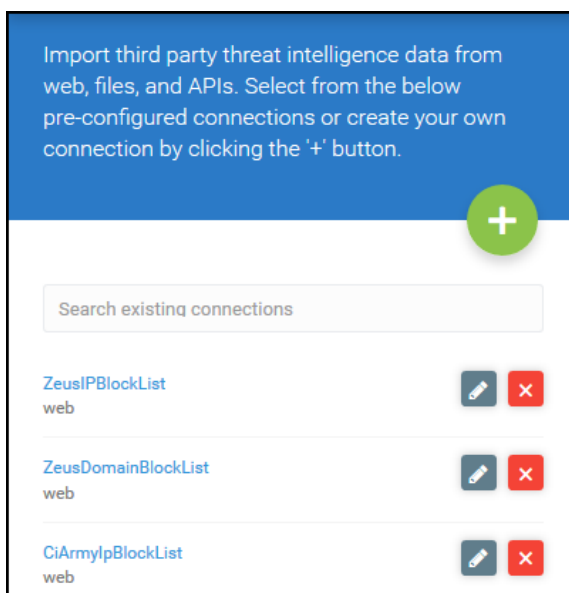 Import third party threat intelligence data from
web, files, and APIs. Select from the below
pre-configured connections or create your own
connection by clicking the '+' button.
+
Search existing connections
ZeusIPBlockList
web
ZeusDomainBlockList
web
CiArmyIpBlockList
web